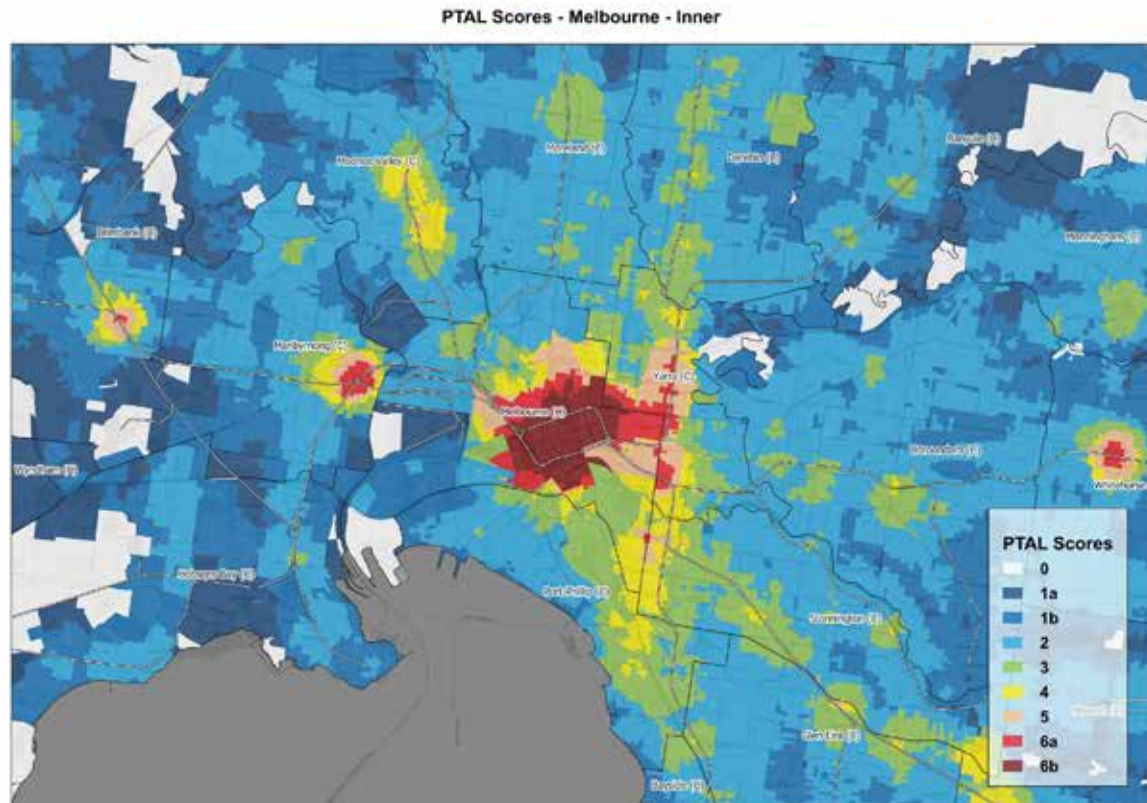 PTAL Scores - Melbourne - Inner
Moonee Valley (C)
Moreland (C)
Darebin (C)
Banyule (C)
Manningham (C)
Brimbank (C)
Maribyrnong (C)
Yarra (C)
Melbourne (C)
Boroondara (C)
Wyndham (C)
Whitehorse
Hobsons Bay (C)
Port Phillip (C)
Stonnington (C)
Glen Eira (C)
Bayside (C)
PTAL Scores
0
1a
1b
2
3
4
5
6a
6b